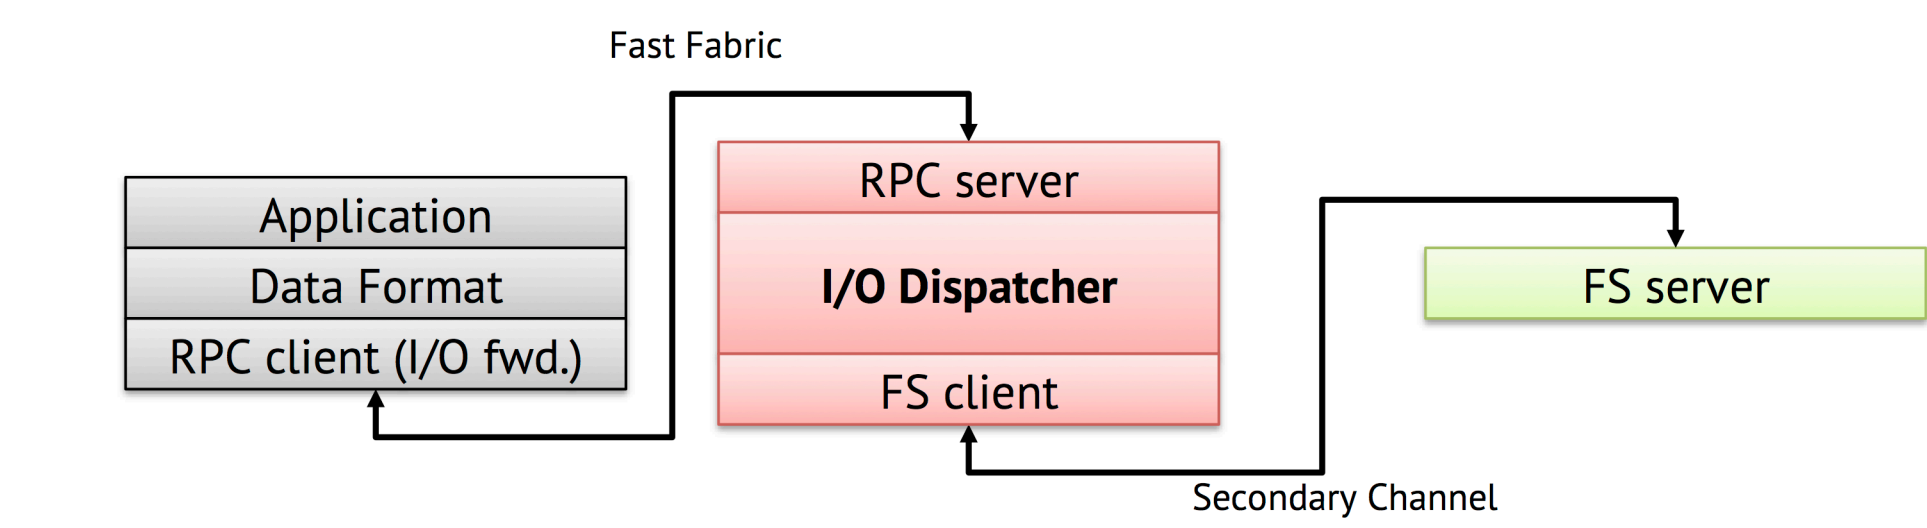 Fast Fabric
Application
Data Format
RPC client (I/O fwd.)
RPC server
I/O Dispatcher
FS client
FS server
Secondary Channel